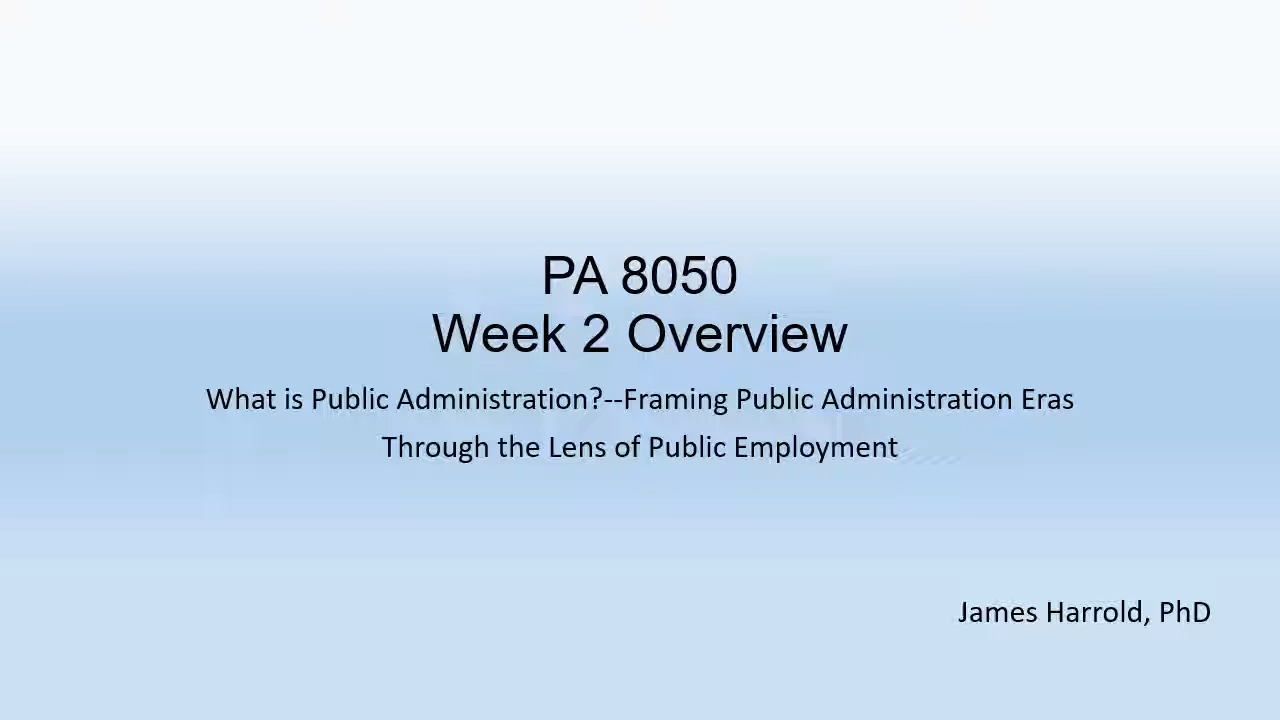 PA 8050
Week 2 Overview
What is Public Administration?--Framing Public Administration Eras
Through the Lens of Public Employment
James Harrold, PhD